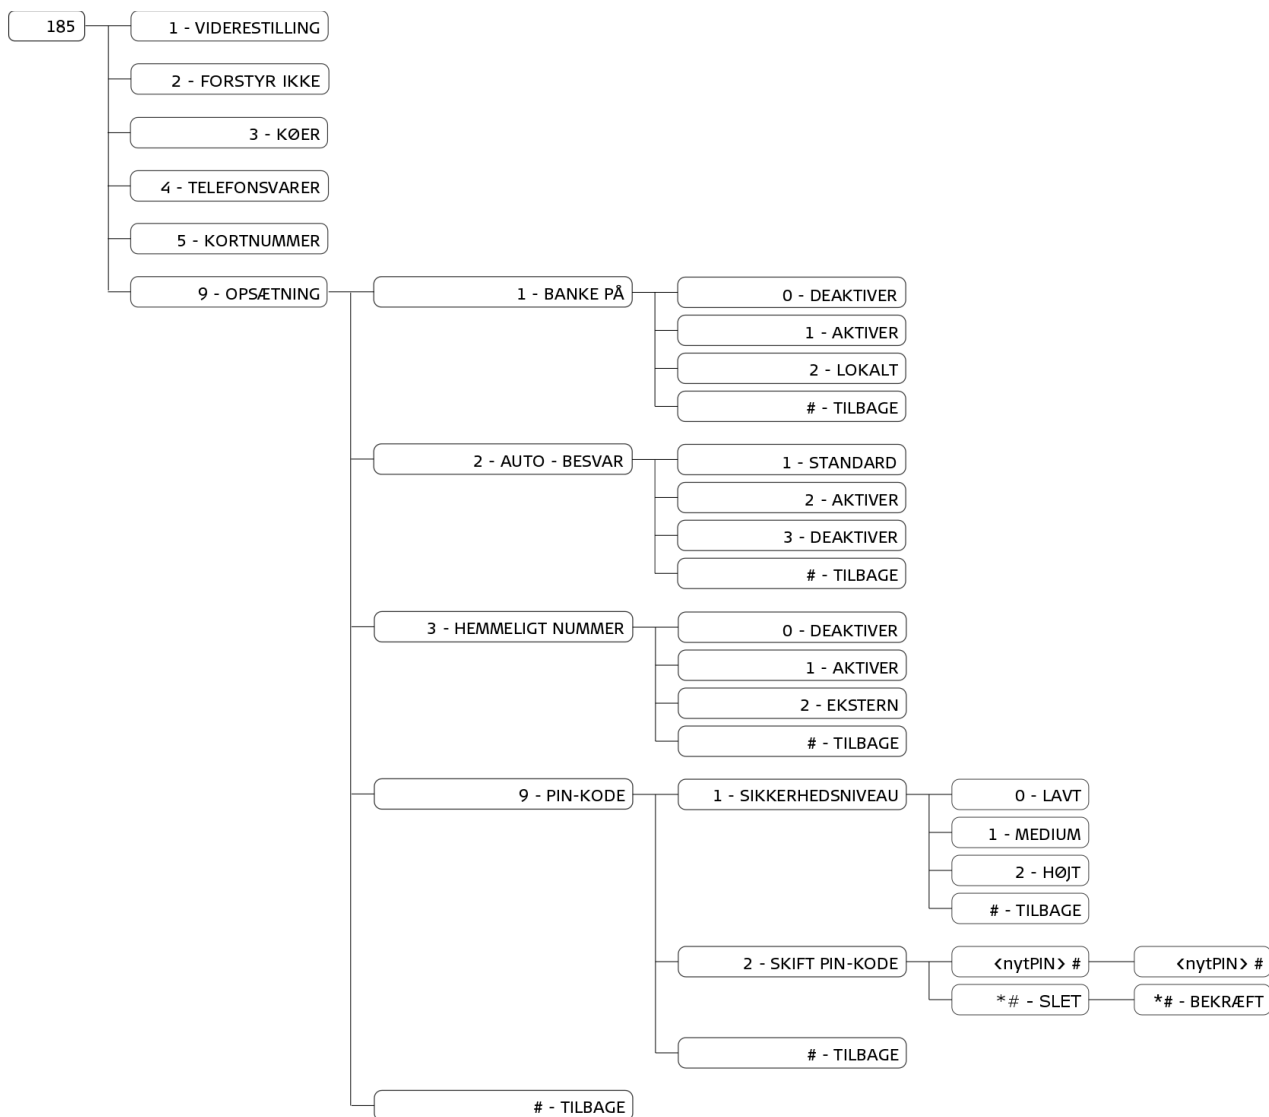 185
1 - VIDERESTILLING
2 - FORSTYR IKKE
3 - KØER
4 - TELEFONSVARER
5 - KORTNUMMER
9 - OPSÆTNING
1 - BANKE PÅ
0 - DEAKTIVER
1 - AKTIVER
2 - LOKALT
# - TILBAGE
2 - AUTO - BESVAR
1 - STANDARD
2 - AKTIVER
3 - DEAKTIVER
# - TILBAGE
3 - HEMMELIGT NUMMER
0 - DEAKTIVER
1 - AKTIVER
2 - EKSTERN
# - TILBAGE
9 - PIN-KODE
1 - SIKKERHEDSNIVEAU
0 - LAVT
1 - MEDIUM
2 - HØJT
# - TILBAGE
2 - SKIFT PIN-KODE
<nytPIN> #
<nytPIN> #
*# - SLET
*# - BEKRÆFT
# - TILBAGE
# - TILBAGE